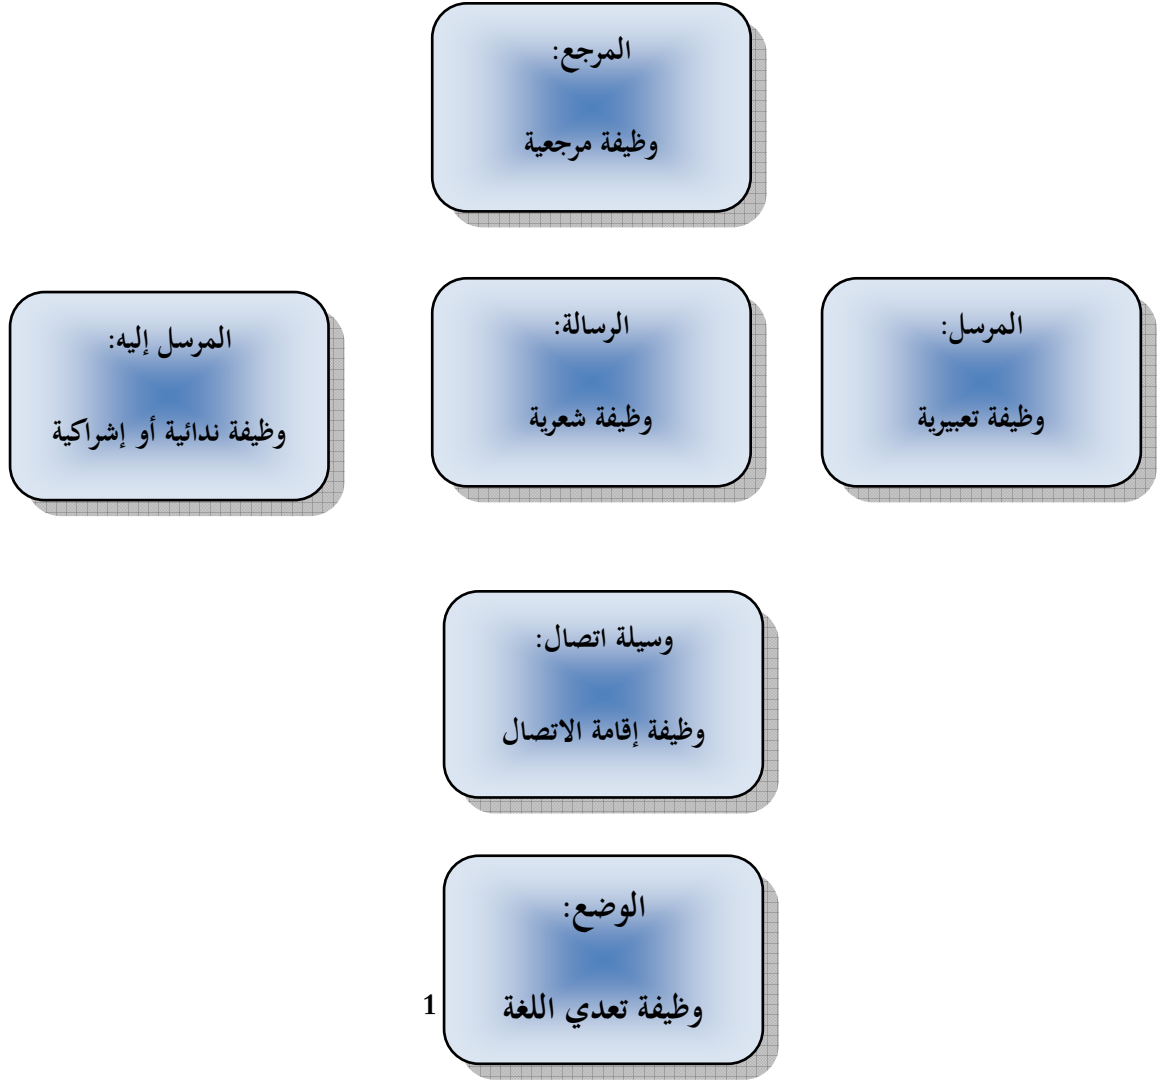 المرجع:
وظيفة مرجعية
المرسل:
وظيفة تعبيرية
الرسالة:
وظيفة شعرية
المرسل إليه:
وظيفة ندائية أو إشراكية
وسيلة اتصال:
وظيفة إقامة الاتصال
الوضع:
وظيفة تعدي اللغة
1